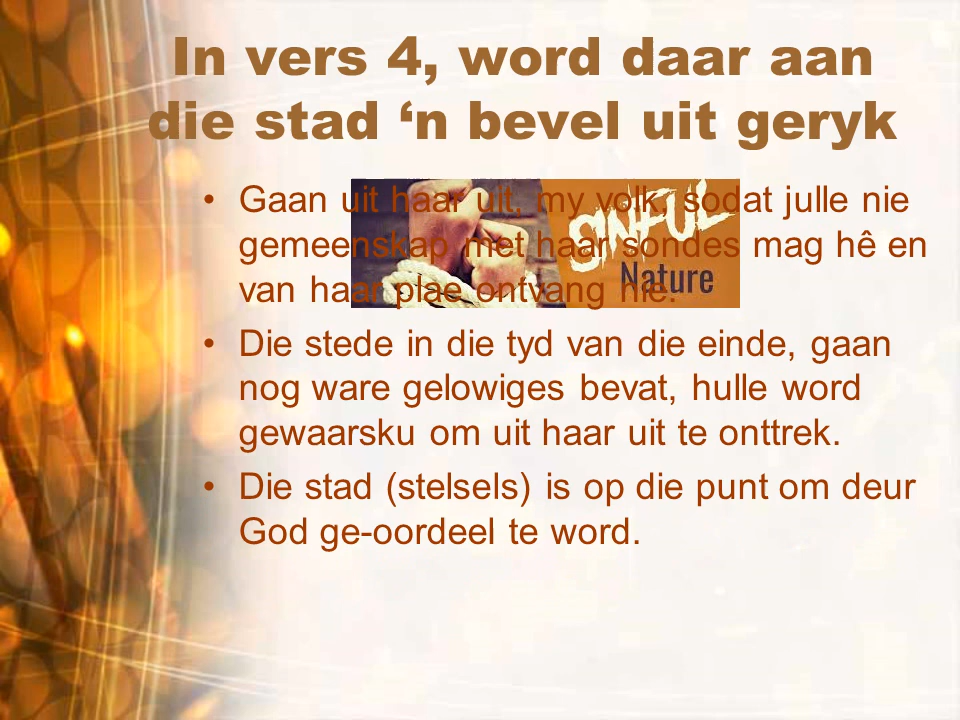 In vers 4, word daar aan
die stad ‘n bevel uit geryk
• Gaan uit haar uit, my volk, sodat julle nie
gemeenskap met haar sondes mag hê en
van haar plae ontvang nie.
SINFUL
Nature
• Die stede in die tyd van die einde, gaan
nog ware gelowiges bevat, hulle word
gewaarsku om uit haar uit te onttrek.
• Die stad (stelsels) is op die punt om deur
God ge-oordeel te word.